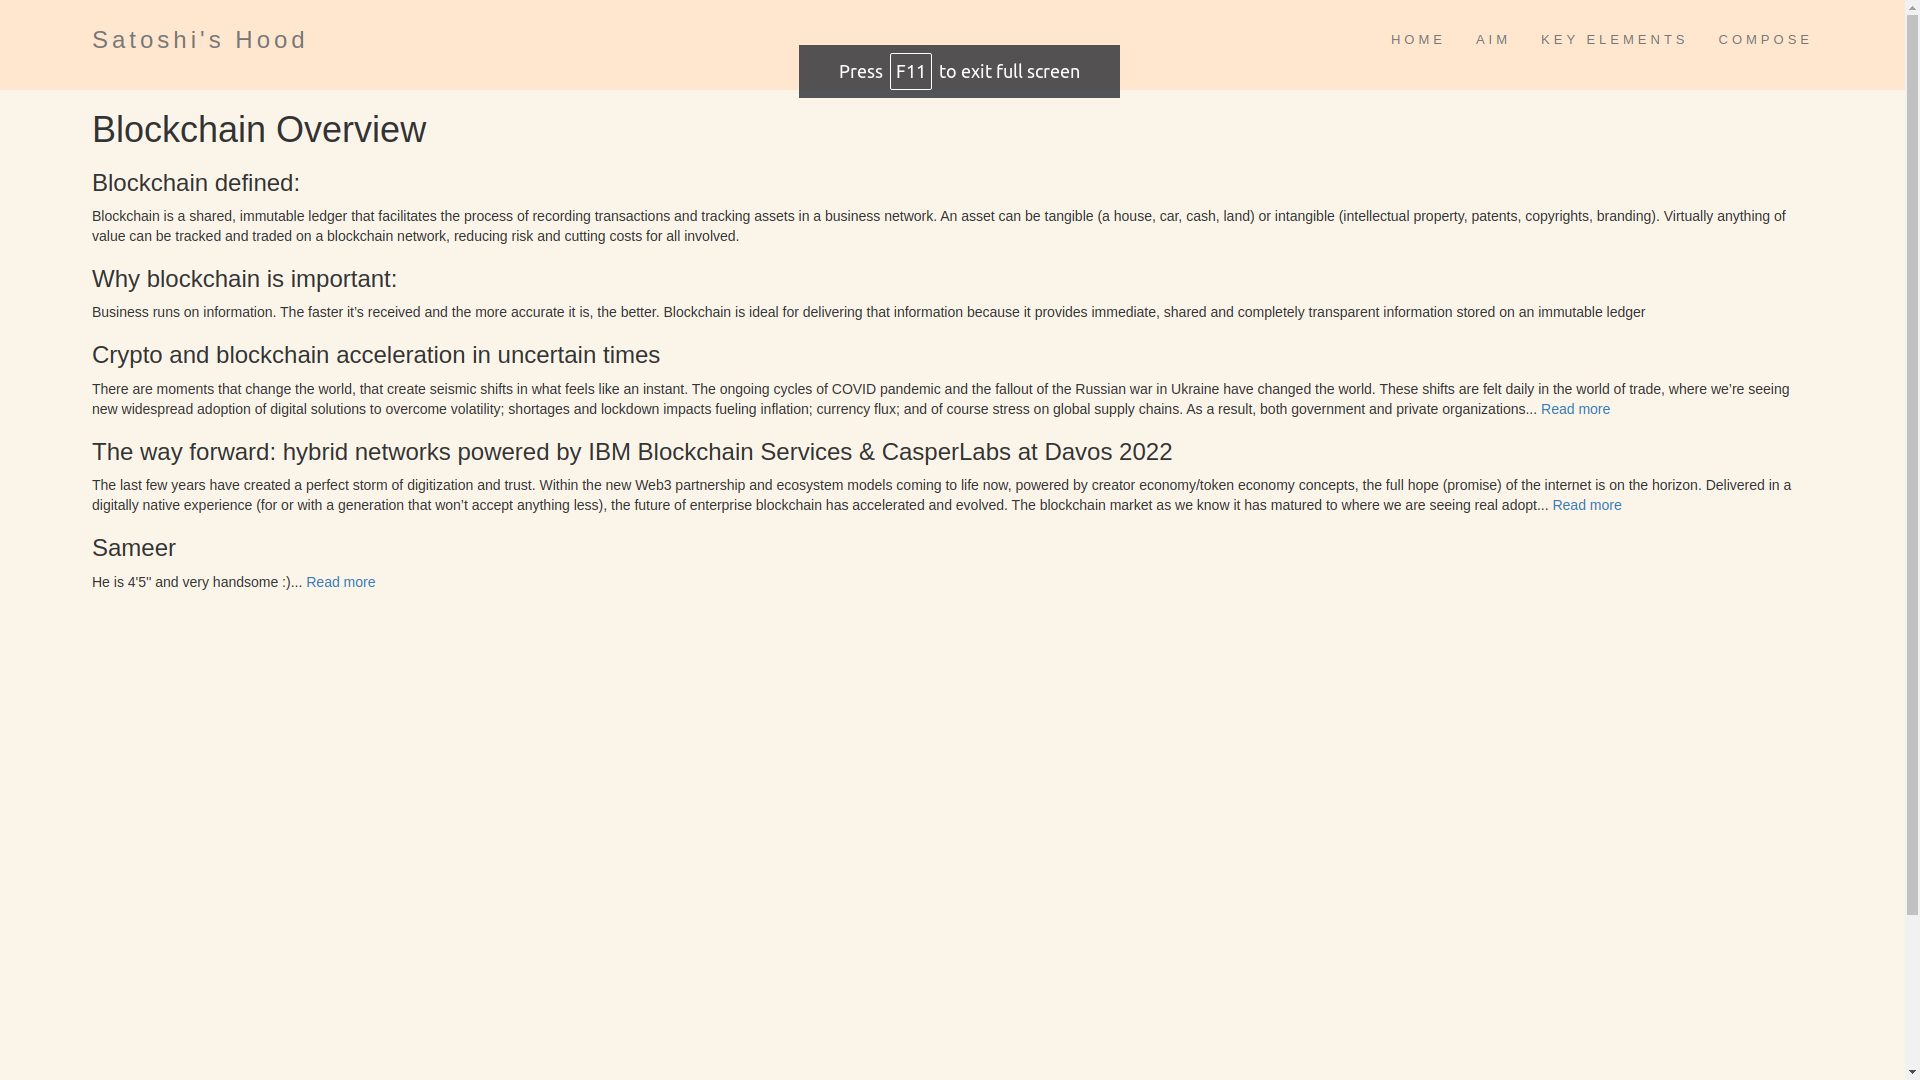 Satoshi's Hood
HOME AIM KEY ELEMENTS COMPOSE
Press F11 to exit full screen
Blockchain Overview
Blockchain defined:
Blockchain is a shared, immutable ledger that facilitates the process of recording transactions and tracking assets in a business network. An asset can be tangible (a house, car, cash, land) or intangible (intellectual property, patents, copyrights, branding). Virtually anything of
value can be tracked and traded on a blockchain network, reducing risk and cutting costs for all involved.
Why blockchain is important:
Business runs on information. The faster it’s received and the more accurate it is, the better. Blockchain is ideal for delivering that information because it provides immediate, shared and completely transparent information stored on an immutable ledger
Crypto and blockchain acceleration in uncertain times
There are moments that change the world, that create seismic shifts in what feels like an instant. The ongoing cycles of COVID pandemic and the fallout of the Russian war in Ukraine have changed the world. These shifts are felt daily in the world of trade, where we’re seeing
new widespread adoption of digital solutions to overcome volatility; shortages and lockdown impacts fueling inflation; currency flux; and of course stress on global supply chains. As a result, both government and private organizations... Read more
The way forward: hybrid networks powered by IBM Blockchain Services & CasperLabs at Davos 2022
The last few years have created a perfect storm of digitization and trust. Within the new Web3 partnership and ecosystem models coming to life now, powered by creator economy/token economy concepts, the full hope (promise) of the internet is on the horizon. Delivered in a
digitally native experience (for or with a generation that won’t accept anything less), the future of enterprise blockchain has accelerated and evolved. The blockchain market as we know it has matured to where we are seeing real adopt... Read more
Sameer
He is 4'5'' and very handsome :)... Read more